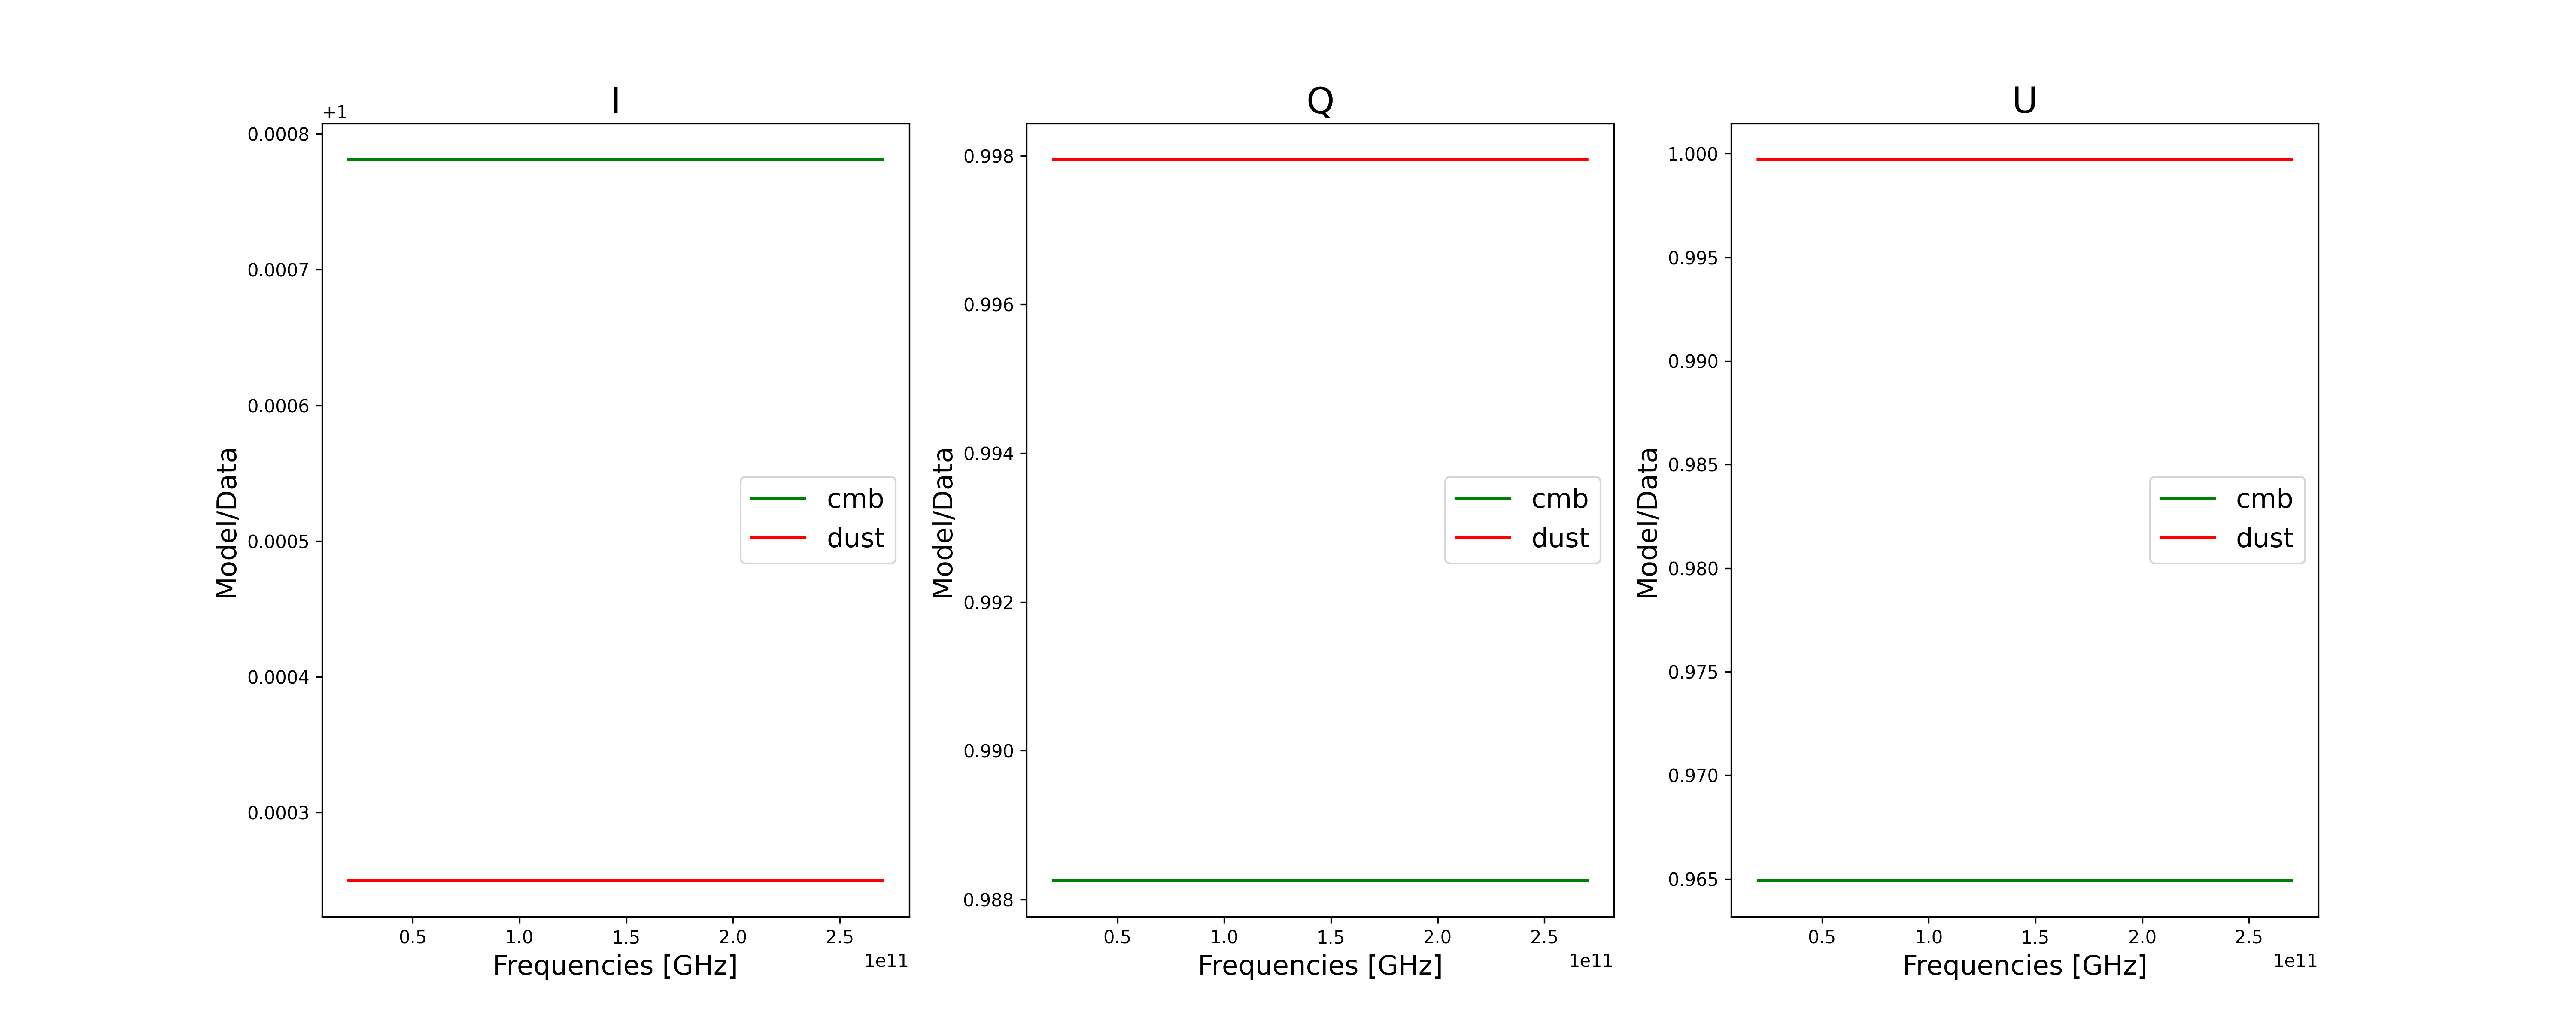 I
+1
0.0008
0.0007
0.0006
0.0005
0.0004
0.0003
Model/Data
cmb
dust
0.5 1.0 1.5 2.0 2.5
1e11
Frequencies [GHz]
Q
0.998
0.996
0.994
0.992
0.990
0.988
Model/Data
cmb
dust
0.5 1.0 1.5 2.0 2.5
1e11
Frequencies [GHz]
U
1.000
0.995
0.990
0.985
0.980
0.975
0.970
0.965
Model/Data
cmb
dust
0.5 1.0 1.5 2.0 2.5
1e11
Frequencies [GHz]